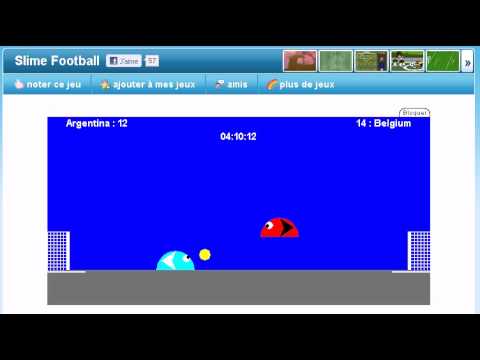 Slime Football J'aime 57 »
noter ce jeu ajouter à mes jeux amis plus de jeux
Bloquer
Argentina : 12 14 : Belgium
04:10:12